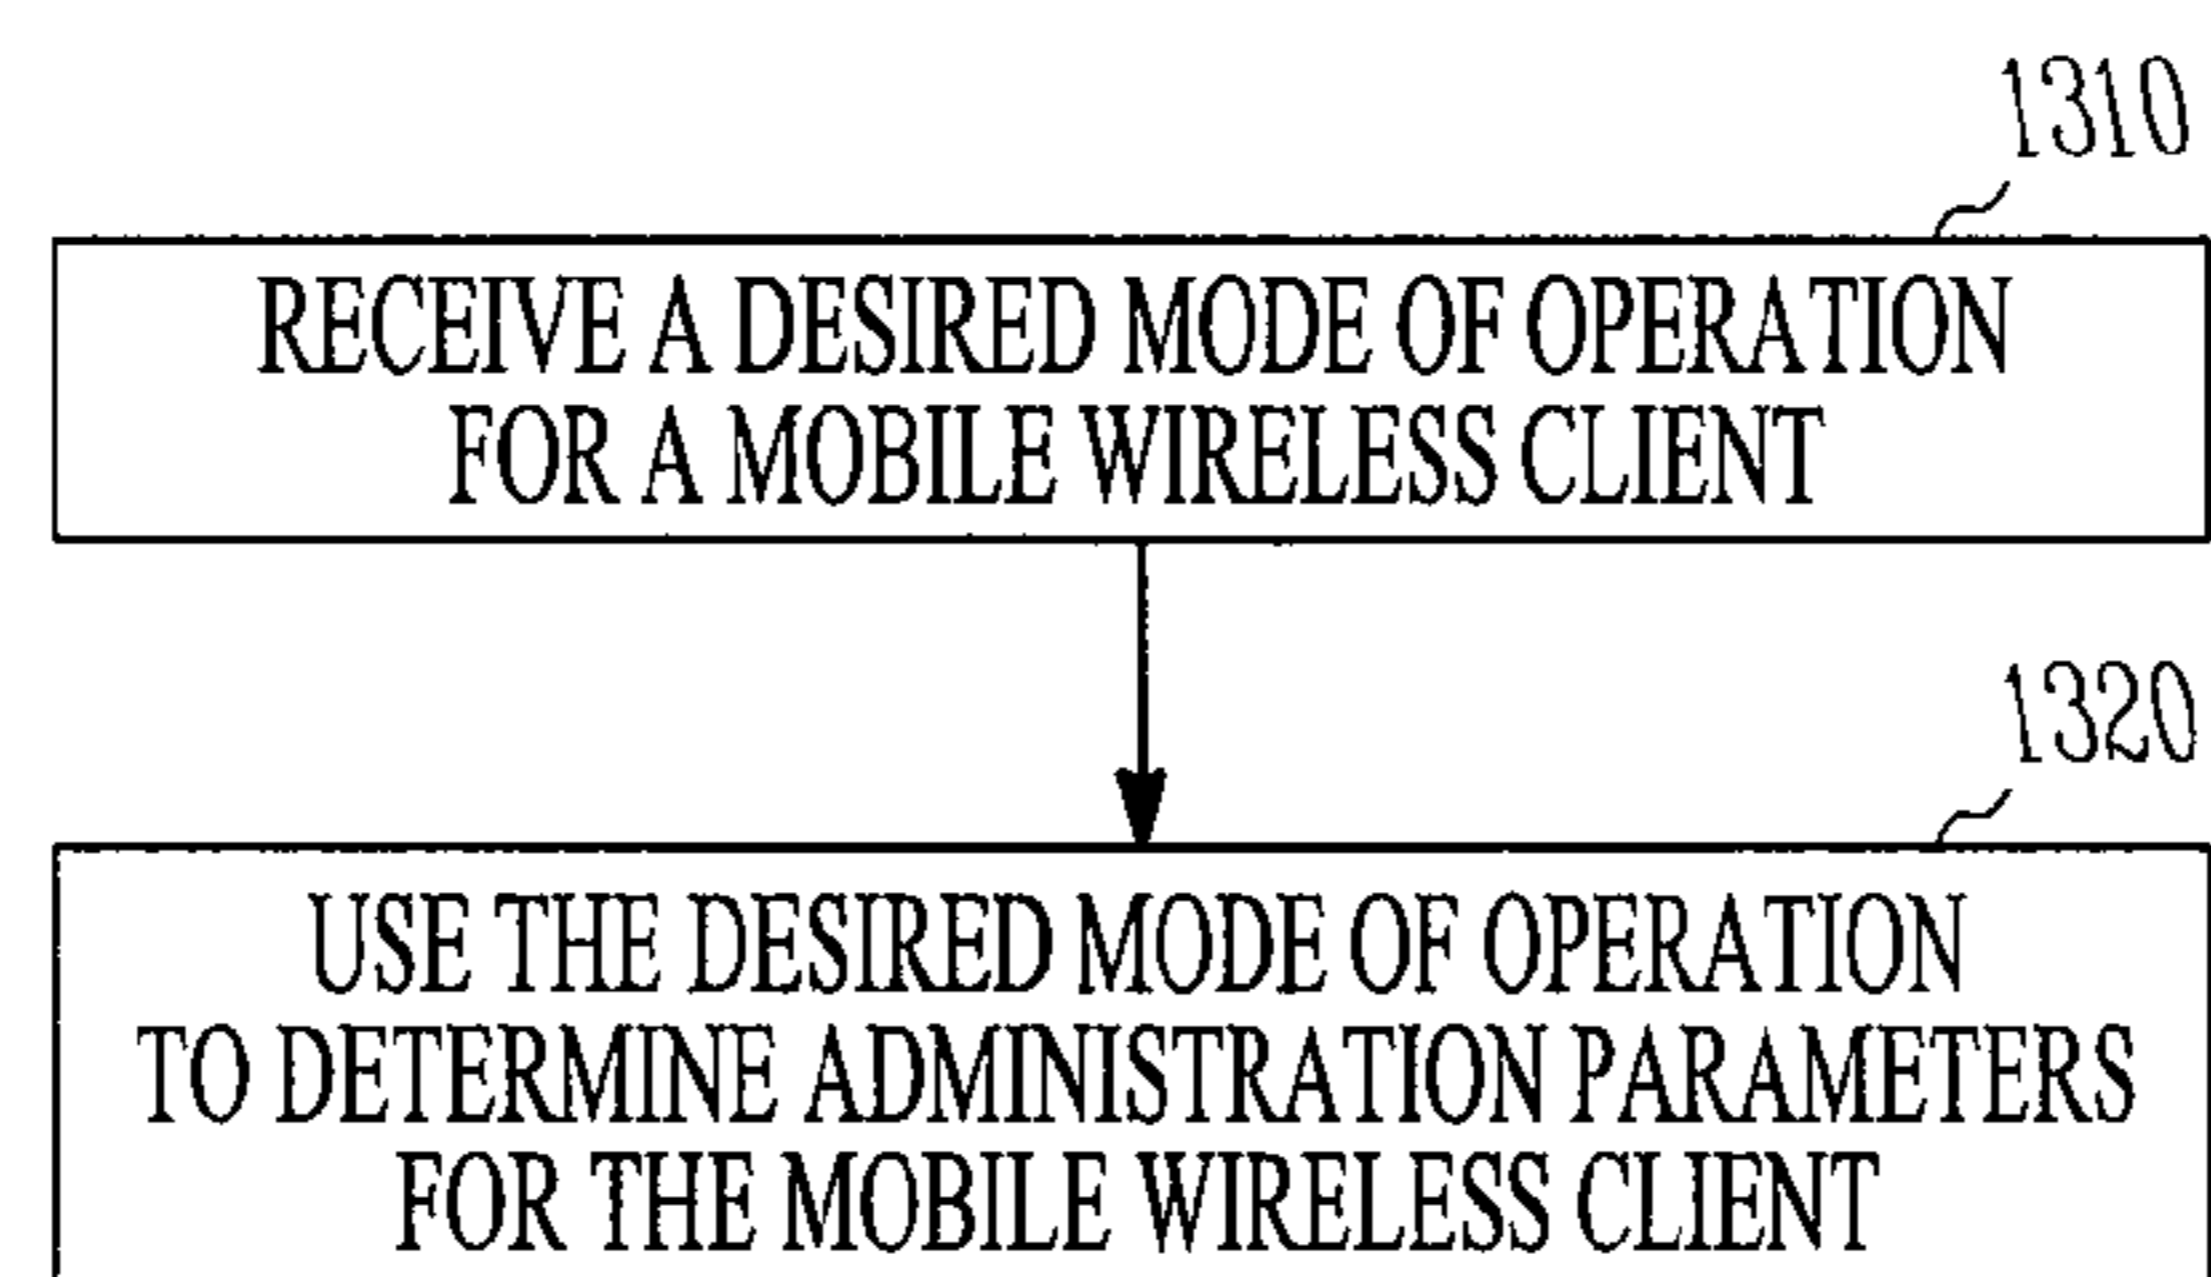 1310
RECEIVE A DESIRED MODE OF OPERATION
FOR A MOBILE WIRELESS CLIENT
1320
USE THE DESIRED MODE OF OPERATION
TO DETERMINE ADMINISTRATION PARAMETERS
FOR THE MOBILE WIRELESS CLIENT